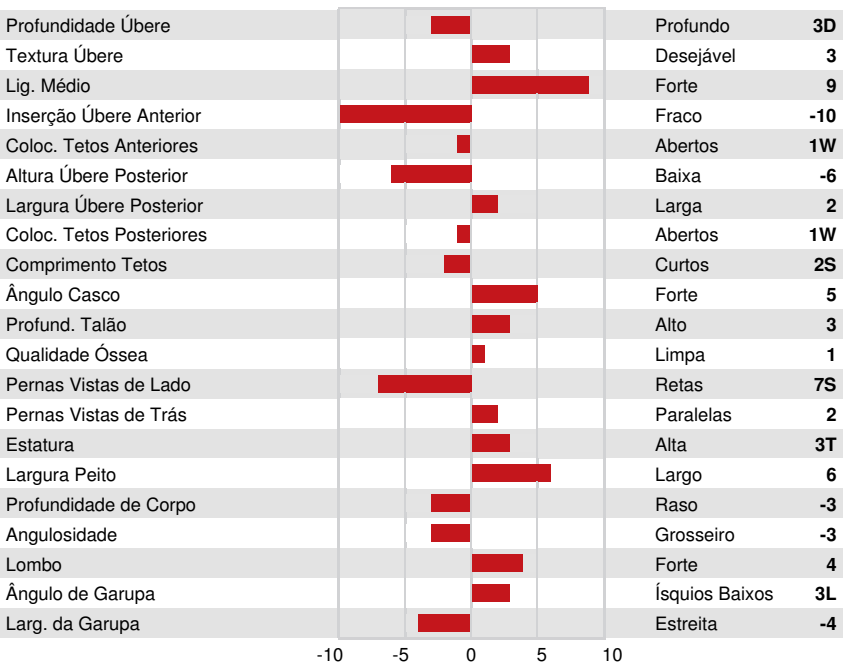 Profundidade Úbere Profundo 3D
Textura Úbere Desejável 3
Lig. Médio Forte 9
Inserção Úbere Anterior Fraco -10
Coloc. Tetos Anteriores Abertos 1W
Altura Úbere Posterior Baixa -6
Largura Úbere Posterior Larga 2
Coloc. Tetos Posteriores Abertos 1W
Comprimento Tetos Curtos 2S
Ângulo Casco Forte 5
Profund. Talão Alto 3
Qualidade Óssea Limpa 1
Pernas Vistas de Lado Retas 7S
Pernas Vistas de Trás Paralelas 2
Estatura Alta 3T
Largura Peito Largo 6
Profundidade de Corpo Raso -3
Angulosidade Grosseiro -3
Lombo Forte 4
Ângulo de Garupa Ísquios Baixos 3L
Larg. da Garupa Estreita -4
-10 -5 0 5 10